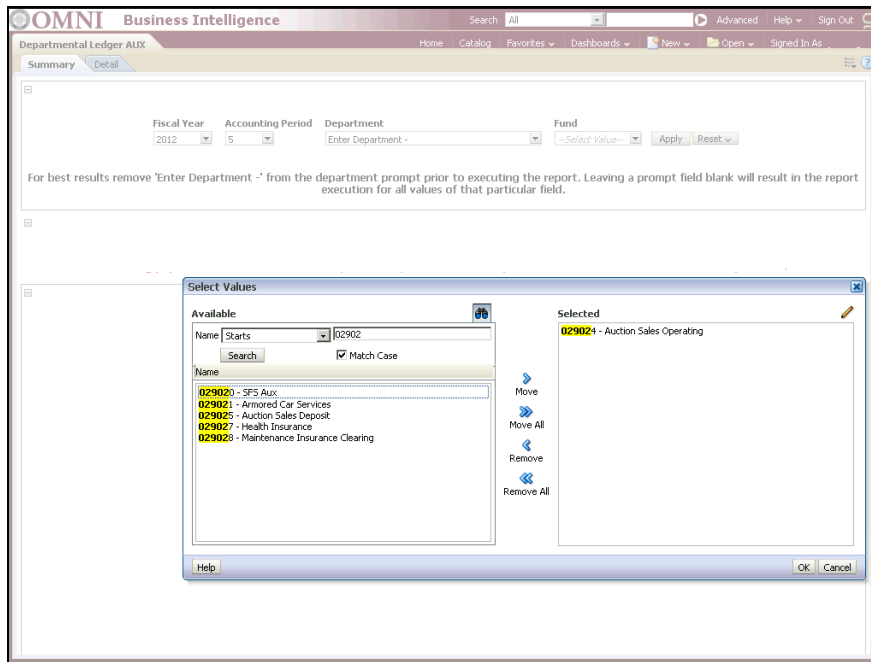 OMNI Business Intelligence
Search All Advanced Help Sign Out
Departmental Ledger AUX
Home Catalog Favorites Dashboards New Open Signed In As
Summary Detail
Fiscal Year Accounting Period Department Fund
2012 5 Enter Department - --Select Value-- Apply Reset
For best results remove 'Enter Department -' from the department prompt prior to executing the report. Leaving a prompt field blank will result in the report
execution for all values of that particular field.
Select Values
Available
Name Starts 02902
Search Match Case
Name
029020 - SFS Aux
029021 - Armored Car Services
029025 - Auction Sales Deposit
029027 - Health Insurance
029028 - Maintenance Insurance Clearing
Move
Move All
Remove
Remove All
Selected
029024 - Auction Sales Operating
Help OK Cancel